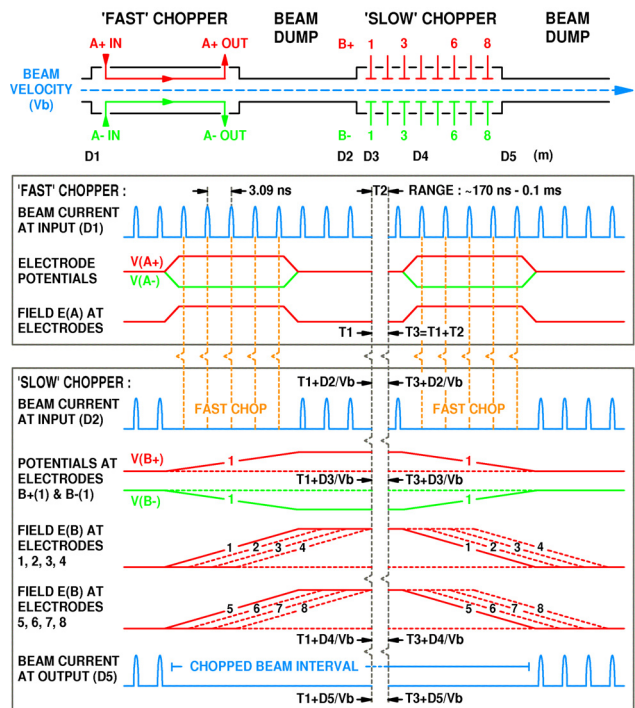 'FAST' CHOPPER BEAM DUMP 'SLOW' CHOPPER BEAM DUMP
A+ IN A+ OUT B+ 1 3 6 8
BEAM VELOCITY (Vb)
A- IN A- OUT B- 1 3 6 8
D1 D2 D3 D4 D5 (m)
'FAST' CHOPPER : 3.09 ns T2 RANGE : ~170 ns - 0.1 ms
BEAM CURRENT
AT INPUT (D1)
ELECTRODE V(A+)
POTENTIALS V(A-)
FIELD E(A) AT
ELECTRODES
T1 T3=T1+T2
'SLOW' CHOPPER : T1+D2/Vb T3+D2/Vb
BEAM CURRENT
AT INPUT (D2) FAST CHOP FAST CHOP
POTENTIALS AT V(B+) 1 1
ELECTRODES T1+D3/Vb T3+D3/Vb
B+(1) & B-(1) V(B-) 1 1
FIELD E(B) AT
ELECTRODES 1 2 3 4 1 2 3 4
1, 2, 3, 4
FIELD E(B) AT
ELECTRODES 5 6 7 8 5 6 7 8
5, 6, 7, 8
T1+D4/Vb T3+D4/Vb
BEAM CURRENT
AT OUTPUT (D5) CHOPPED BEAM INTERVAL
T1+D5/Vb T3+D5/Vb